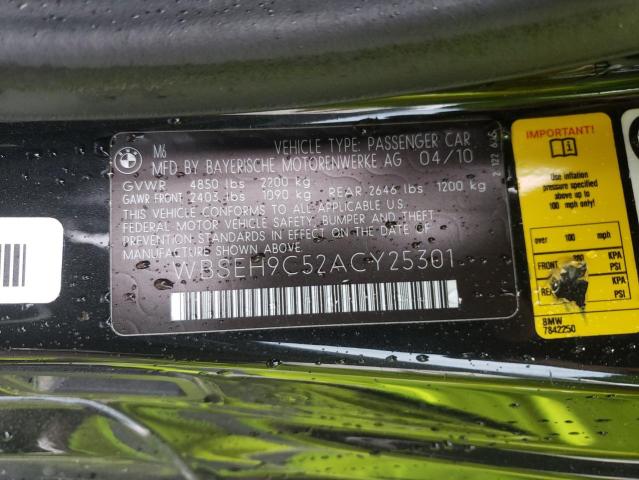 M6
VEHICLE TYPE: PASSENGER CAR
MFD BY BAYERISCHE MOTORENWERKE AG 04/10
GVWR 4850 lbs 2200 kg
GAWR FRONT 2403 lbs 1090 kg REAR 2646 lbs 1200 kg
THIS VEHICLE CONFORMS TO ALL APPLICABLE U.S.
FEDERAL MOTOR VEHICLE SAFETY, BUMPER AND THEFT
PREVENTION STANDARDS IN EFFECT ON THE DATE OF
MANUFACTURE SHOWN ABOVE.
WBSEH9C52ACY25301
IMPORTANT!
Use inflation
pressure specified
above up to
100 mph only!
over 100 mph
FRONT KPA
PSI
KPA
PSI
BMW
7842250